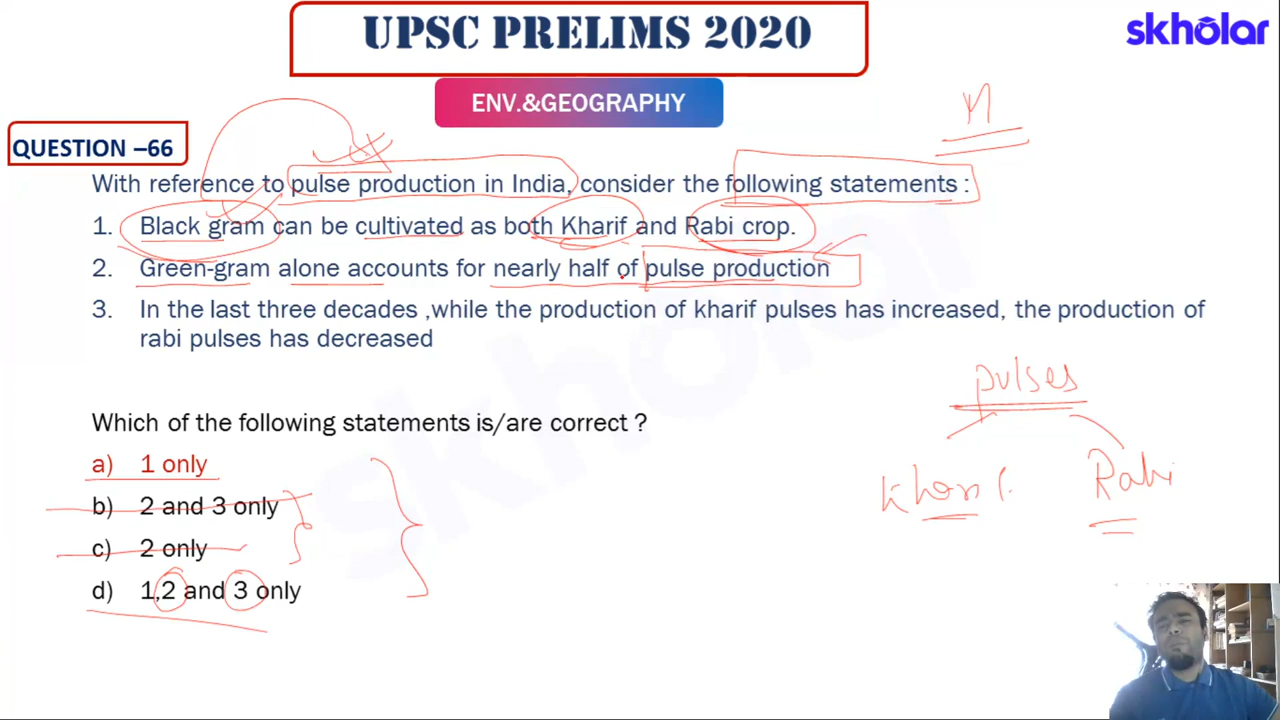 UPSC PRELIMS 2020
skholar
ENV.&GEOGRAPHY
QUESTION –66
With reference to pulse production in India, consider the following statements :
1. Black gram can be cultivated as both Kharif and Rabi crop.
2. Green-gram alone accounts for nearly half of pulse production
3. In the last three decades ,while the production of kharif pulses has increased, the production of
rabi pulses has decreased
pulses
Kharif
Rabi
Which of the following statements is/are correct ?
a) 1 only
b) 2 and 3 only
c) 2 only
d) 1,2 and 3 only
skholar